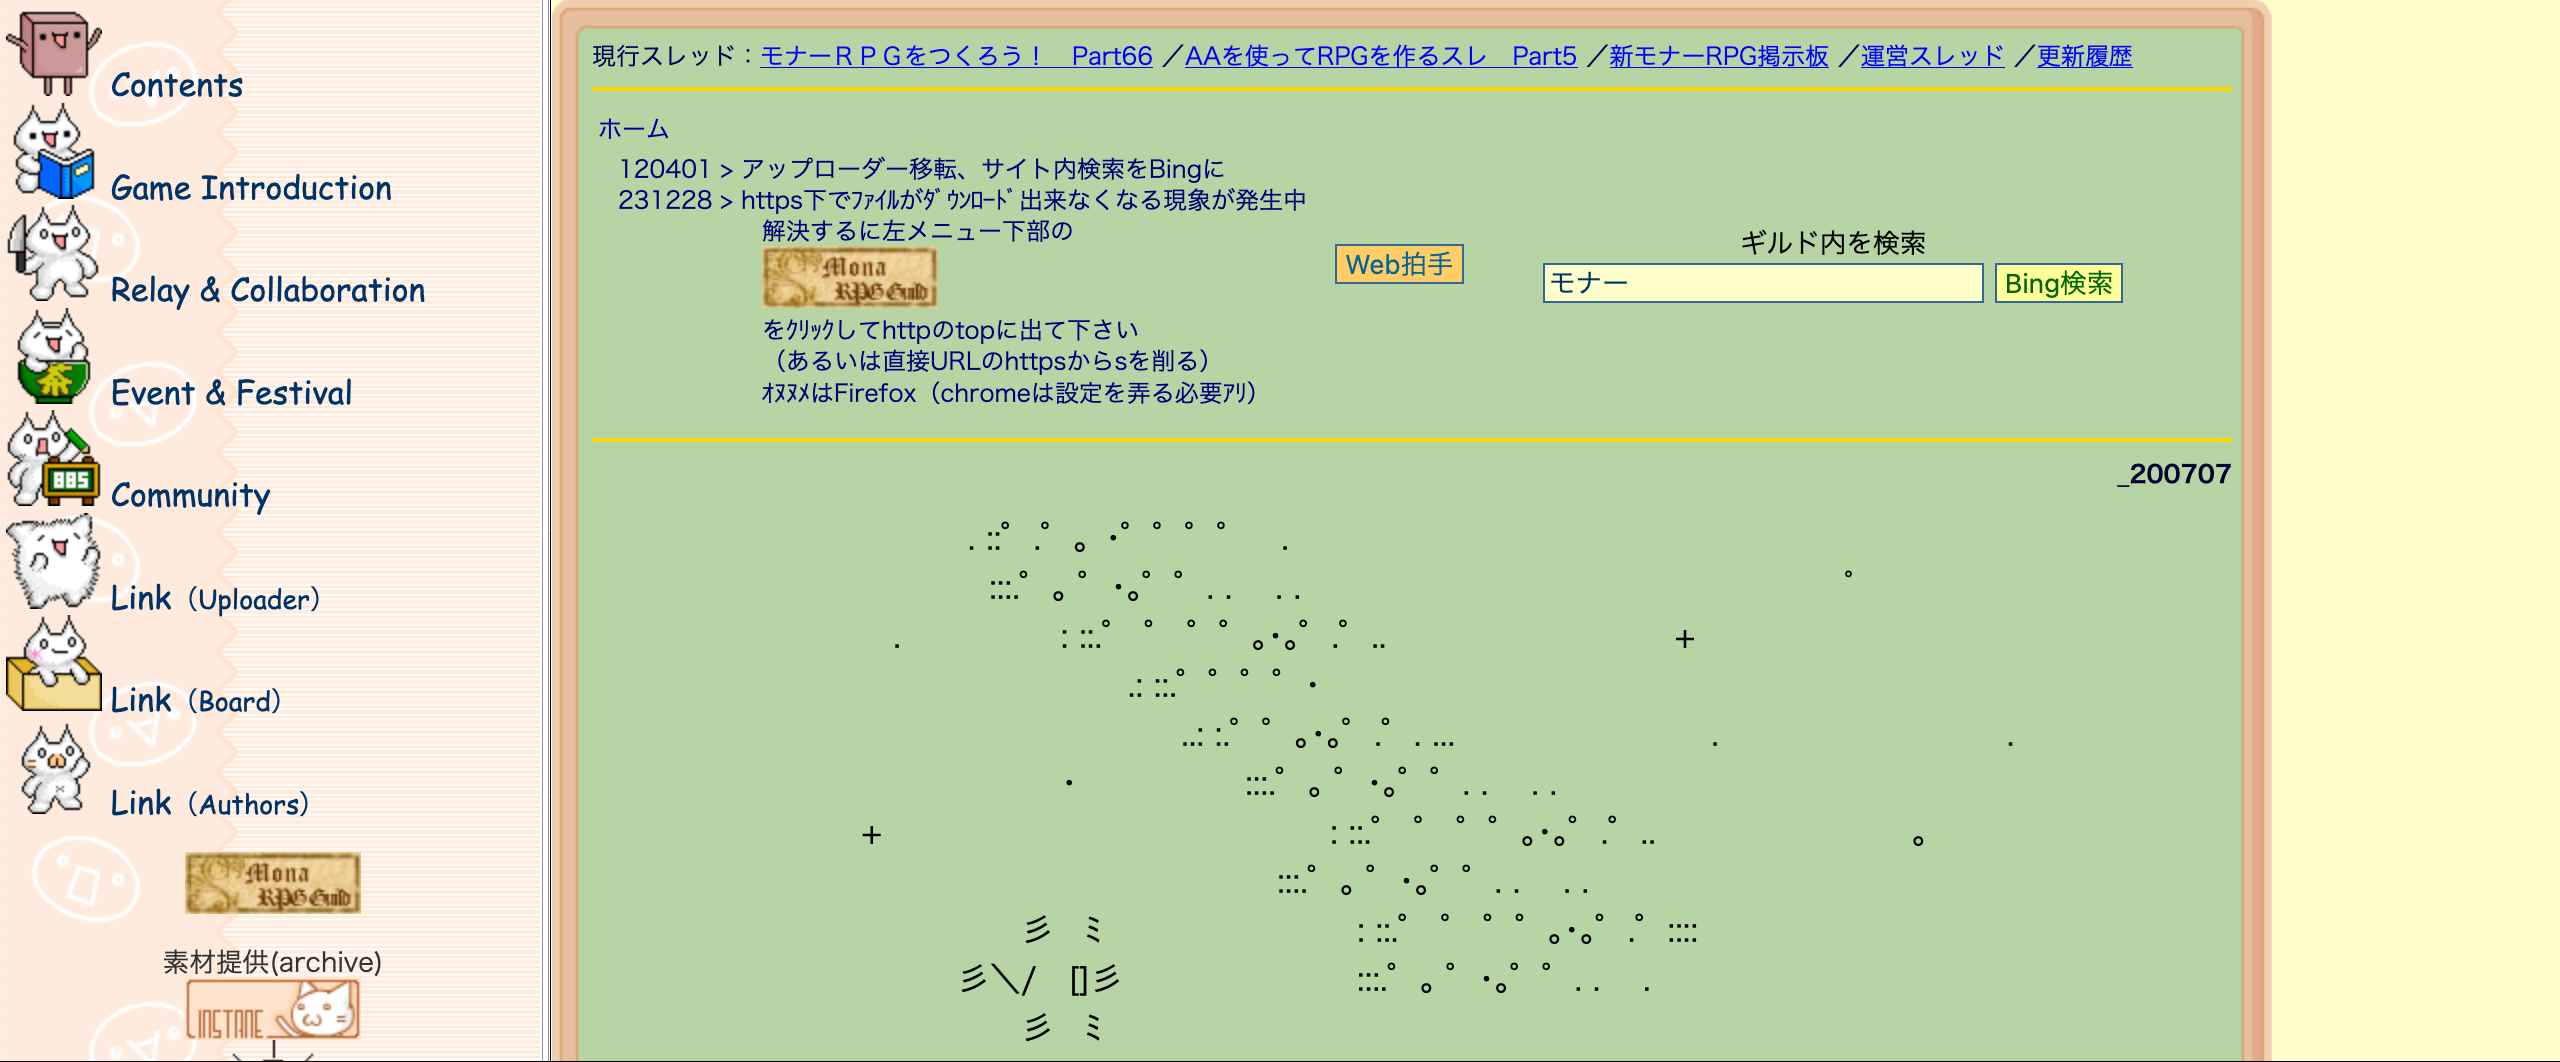 Contents
Game Introduction
Relay & Collaboration
Event & Festival
BBS
Community
Link（Uploader）
Link（Board）
Link（Authors）
Mona
RPG Guild
素材提供(archive)
INSTANE
現行スレッド：モナーＲＰＧをつくろう！　Part66 ／AAを使ってRPGを作るスレ　Part5 ／新モナーRPG掲示板 ／運営スレッド ／更新履歴
ホーム
120401 > アップローダー移転、サイト内検索をBingに
231228 > https下でﾌｧｲﾙがﾀﾞｳﾝﾛｰﾄﾞ出来なくなる現象が発生中
解決するに左メニュー下部の
Mona
RPG Guild
をｸﾘｯｸしてhttpのtopに出て下さい
（あるいは直接URLのhttpsからsを削る）
ｵﾇﾇﾒはFirefox（chromeは設定を弄る必要ｱﾘ）
Web拍手
ギルド内を検索
モナー
Bing検索
_200707
彡　ミ
彡＼/　[]彡
彡　ミ